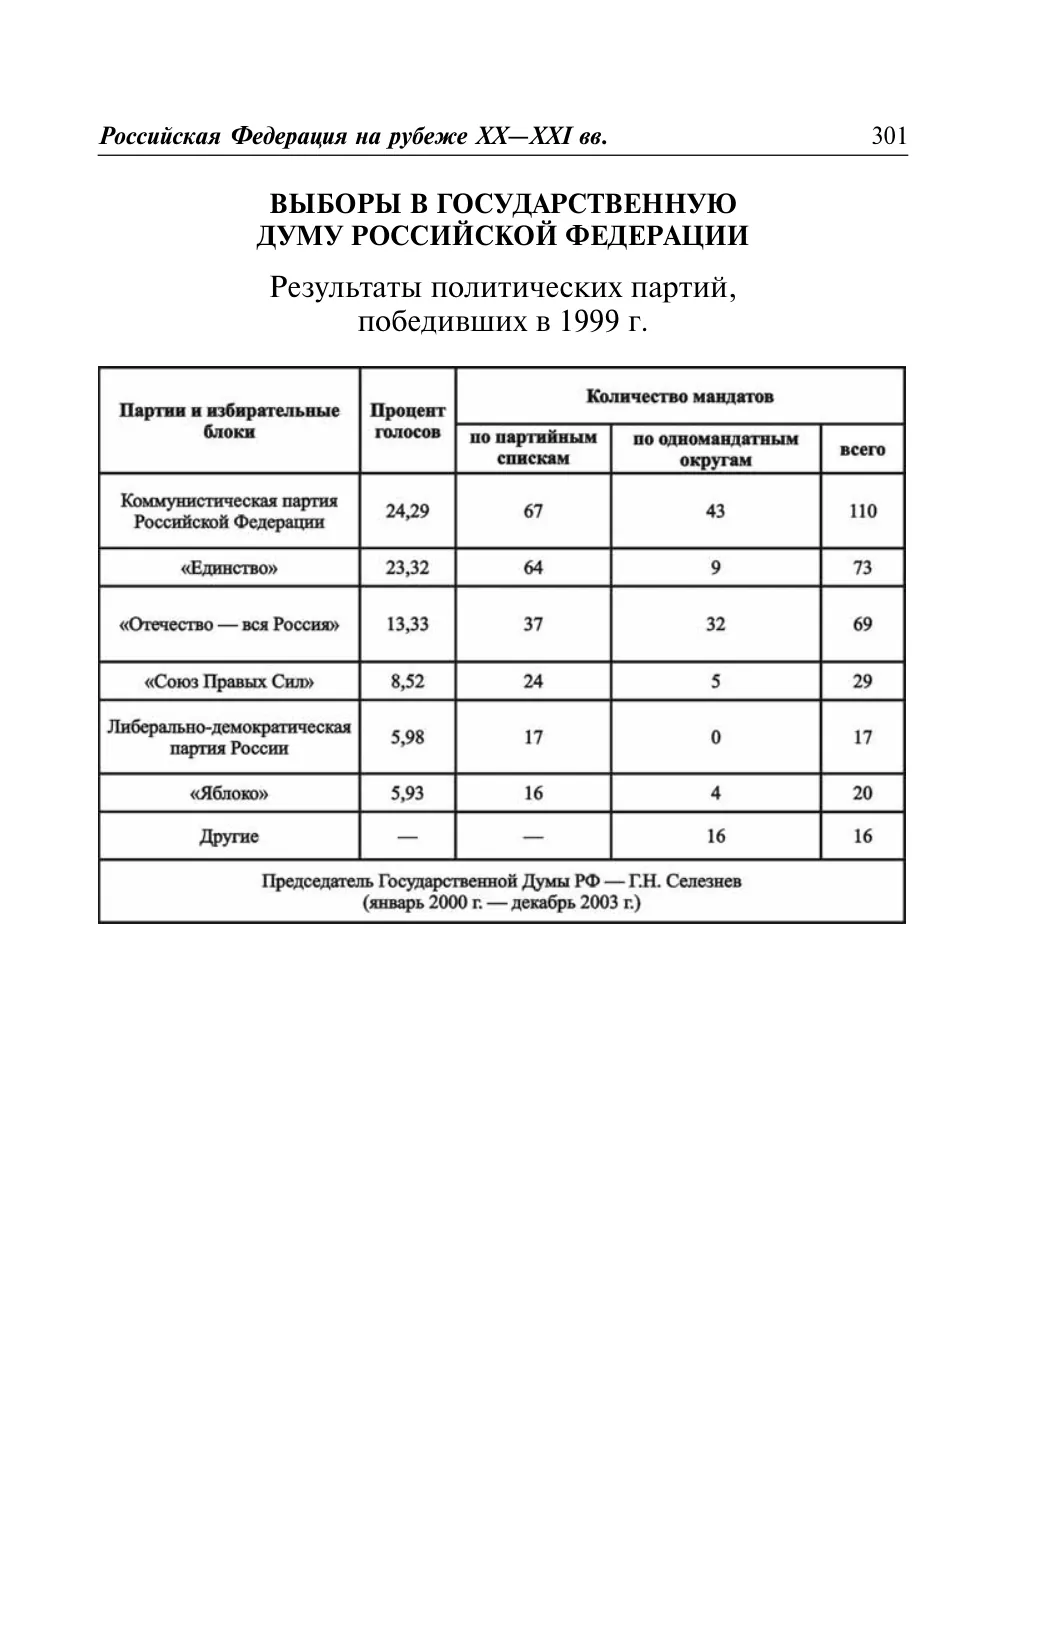 Российская Федерация на рубеже XX—XXI вв. 301
ВЫБОРЫ В ГОСУДАРСТВЕННУЮ
ДУМУ РОССИЙСКОЙ ФЕДЕРАЦИИ
Результаты политических партий,
победивших в 1999 г.
Партии и избирательные
блоки
Процент
голосов
Количество мандатов
по партийным
спискам
по одномандатным
округам
всего
Коммунистическая партия
Российской Федерации
24,29 67 43 110
«Единство» 23,32 64 9 73
«Отечество — вся Россия» 13,33 37 32 69
«Союз Правых Сил» 8,52 24 5 29
Либерально-демократическая
партия России
5,98 17 0 17
«Яблоко» 5,93 16 4 20
Другие — — 16 16
Председатель Государственной Думы РФ — Г.Н. Селезнев
(январь 2000 г. — декабрь 2003 г.)